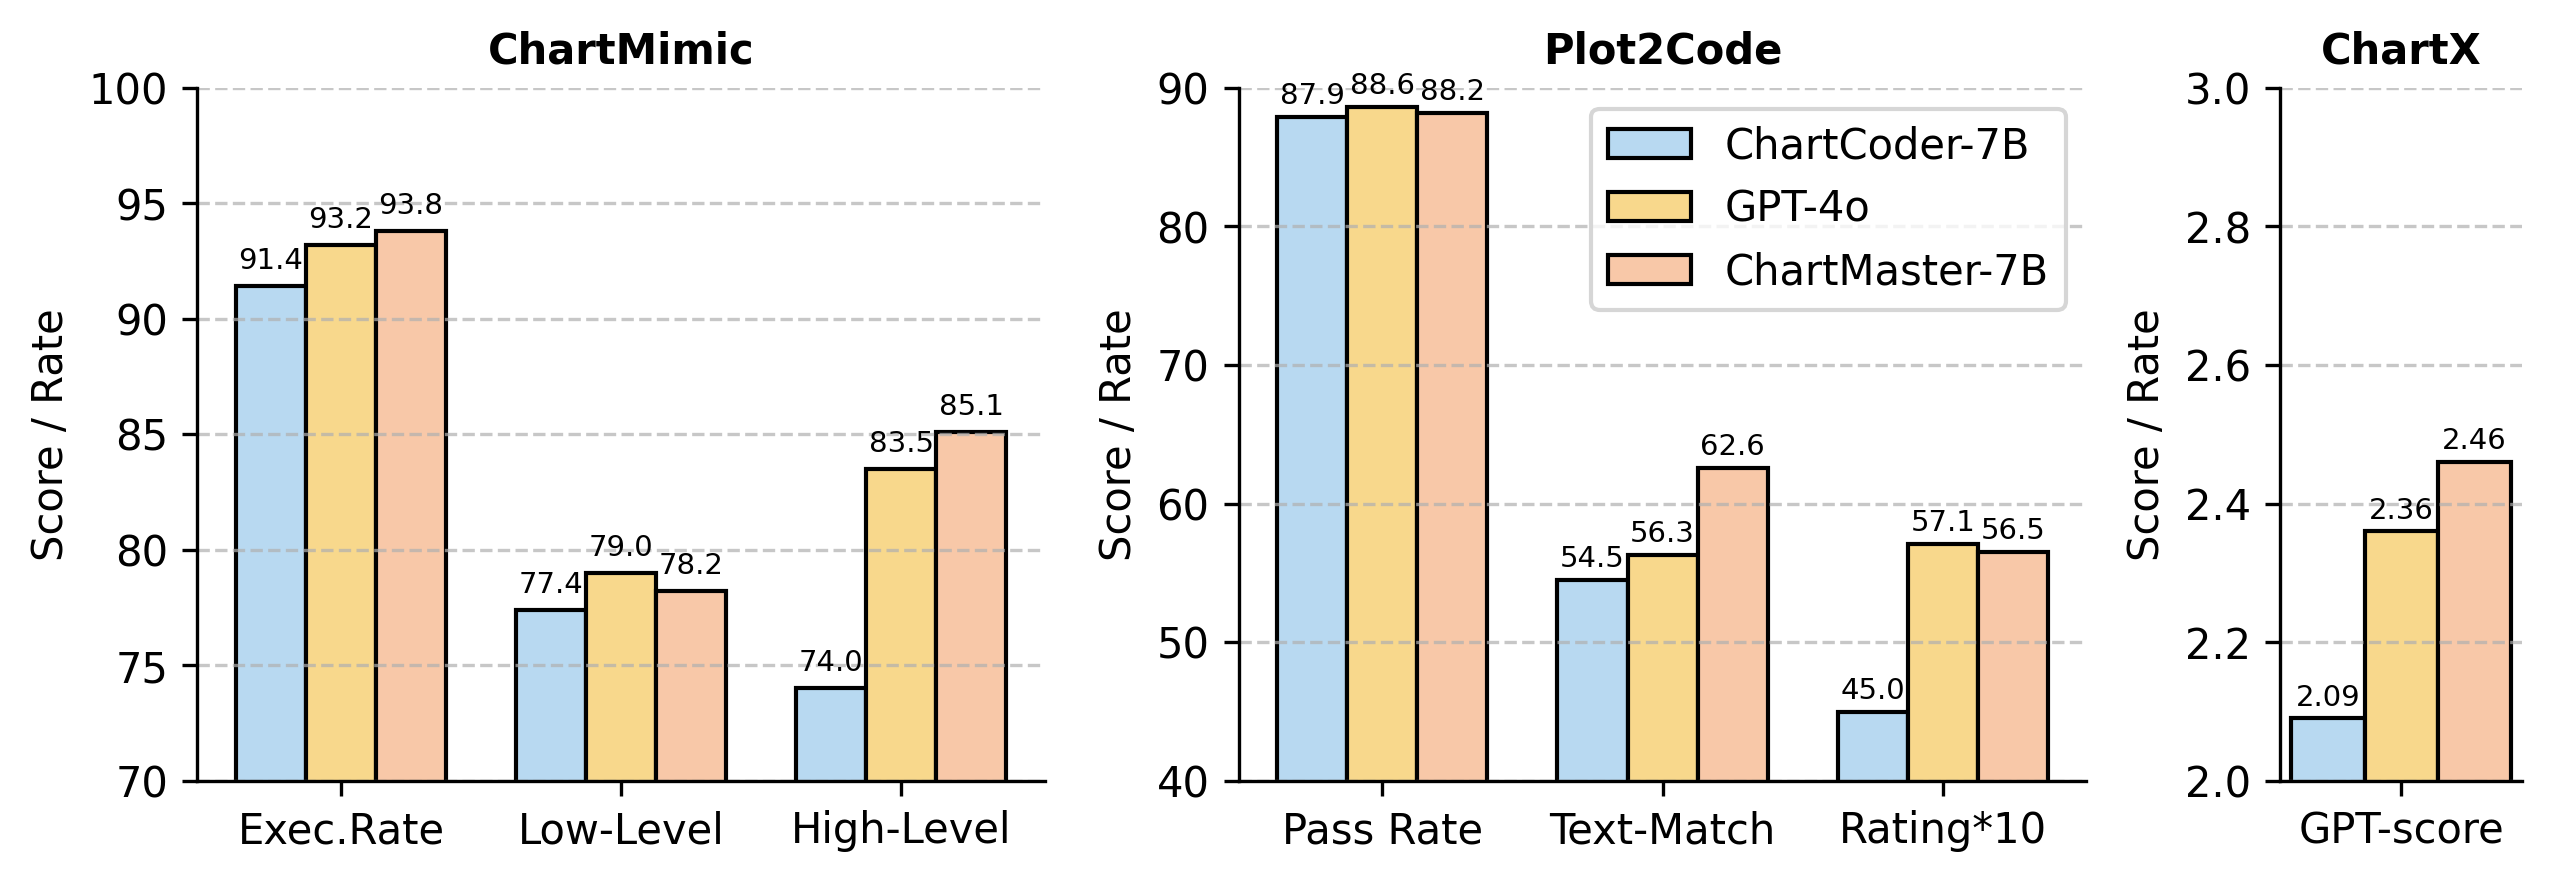 ChartMimic
Score / Rate
100
95
90
85
80
75
70
91.4
93.2
93.8
77.4
79.0
78.2
74.0
83.5
85.1
Exec.Rate
Low-Level
High-Level
Plot2Code
Score / Rate
90
80
70
60
50
40
87.9
88.6
88.2
54.5
56.3
62.6
45.0
57.1
56.5
ChartCoder-7B
GPT-4o
ChartMaster-7B
Pass Rate
Text-Match
Rating*10
ChartX
Score / Rate
3.0
2.8
2.6
2.4
2.2
2.0
2.09
2.36
2.46
GPT-score